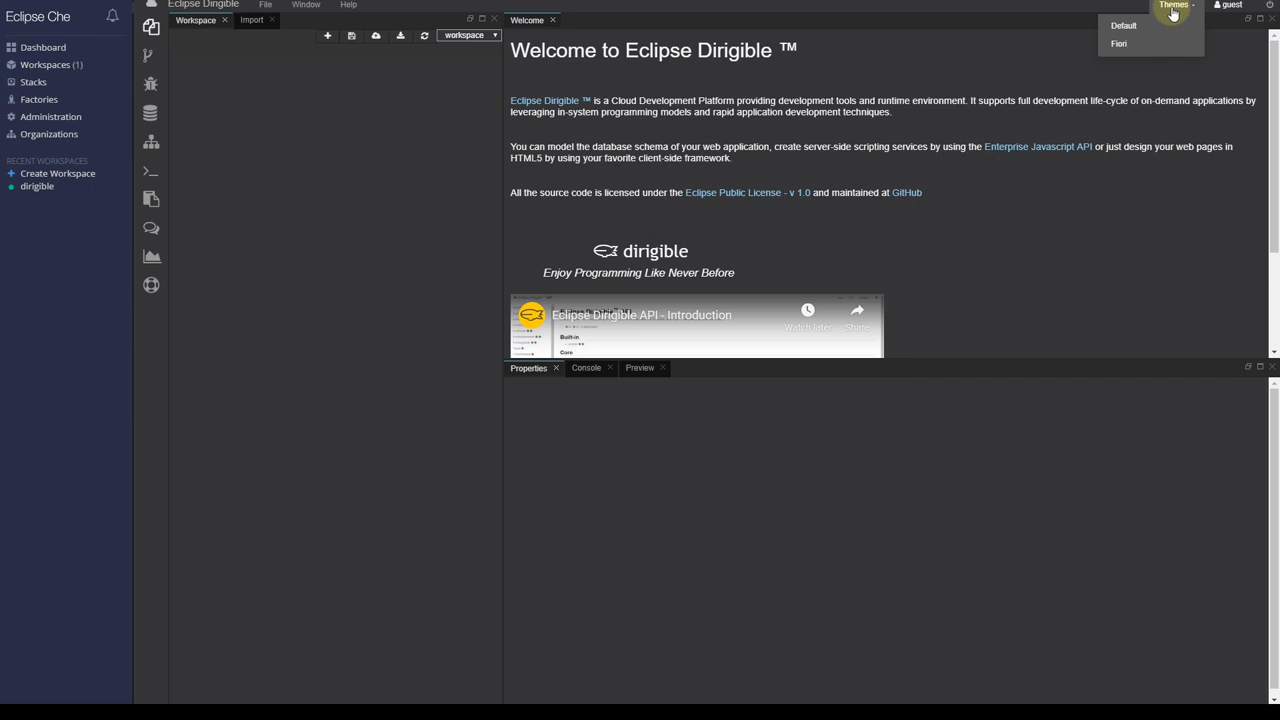 Eclipse Che
Dashboard
Workspaces (1)
Stacks
Factories
Administration
Organizations
RECENT WORKSPACES
+ Create Workspace
dirigible
Eclipse Dirigible
File
Window
Help
Themes
guest
Default
Fiori
Workspace
Import
workspace
Welcome
Welcome to Eclipse Dirigible ™
Eclipse Dirigible ™ is a Cloud Development Platform providing development tools and runtime environment. It supports full development life-cycle of on-demand applications by
leveraging in-system programming models and rapid application development techniques.
You can model the database schema of your web application, create server-side scripting services by using the Enterprise Javascript API or just design your web pages in
HTML5 by using your favorite client-side framework.
All the source code is licensed under the Eclipse Public License - v 1.0 and maintained at GitHub
dirigible
Enjoy Programming Like Never Before
Eclipse Dirigible API - Introduction
Watch later
Share
Built-in
Core
Properties
Console
Preview